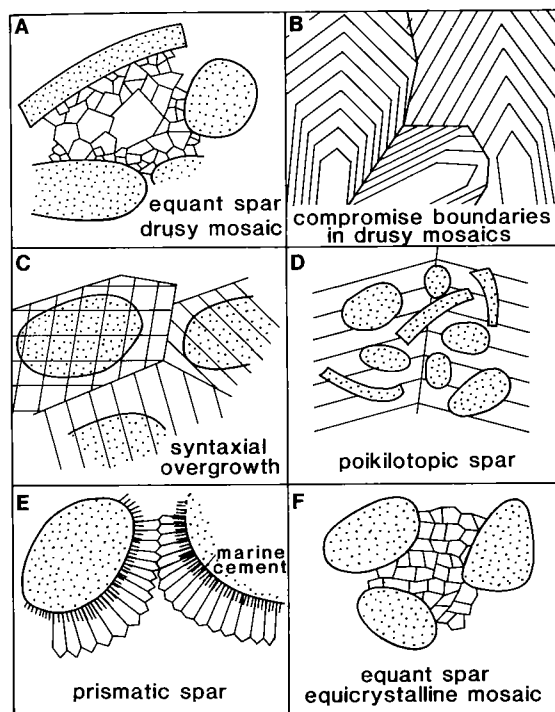 A
equant spar
drusy mosaic
B
compromise boundaries
in drusy mosaics
C
syntaxial
overgrowth
D
poikilotopic spar
E
marine
cement
prismatic spar
F
equant spar
equicrystalline mosaic